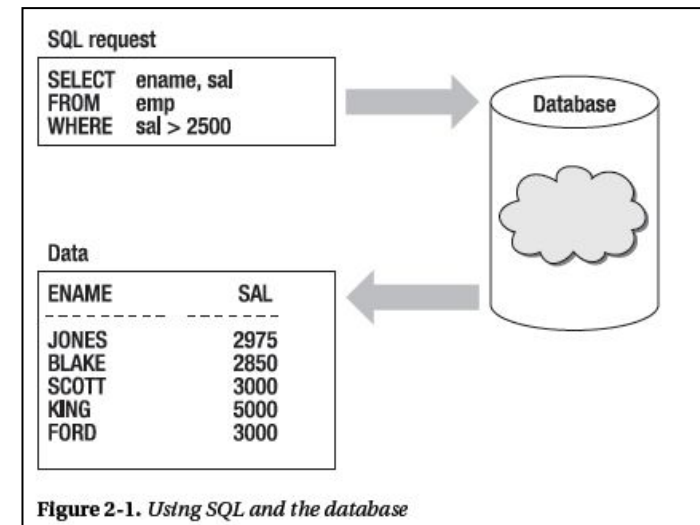 SQL request
SELECT ename, sal
FROM emp
WHERE sal > 2500
Database
Data
ENAME SAL
---------- --------
JONES 2975
BLAKE 2850
SCOTT 3000
KING 5000
FORD 3000
Figure 2-1. Using SQL and the database